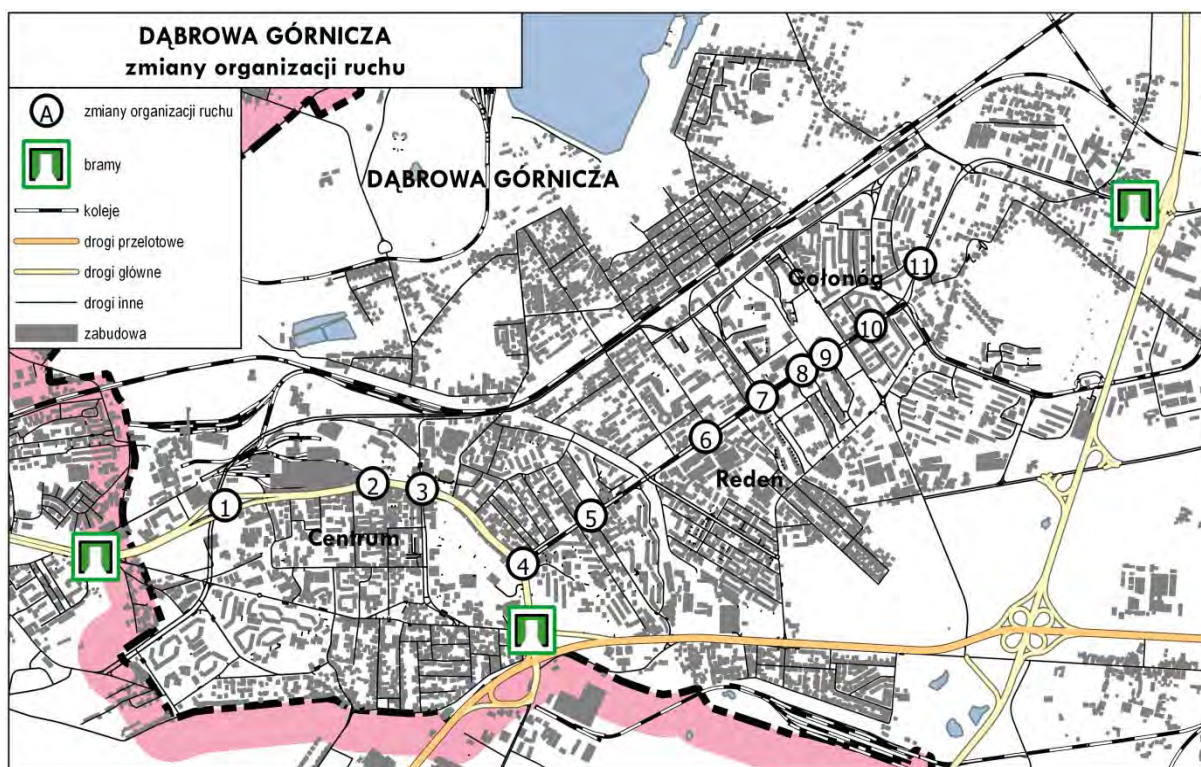 DĄBROWA GÓRNICZA
zmiany organizacji ruchu
A zmiany organizacji ruchu
bramy
koleje
drogi przelotowe
drogi główne
drogi inne
zabudowa
DĄBROWA GÓRNICZA
Gołonóg
11
10
9
8
7
6
Reden
5
4
3
2
1
Centrum